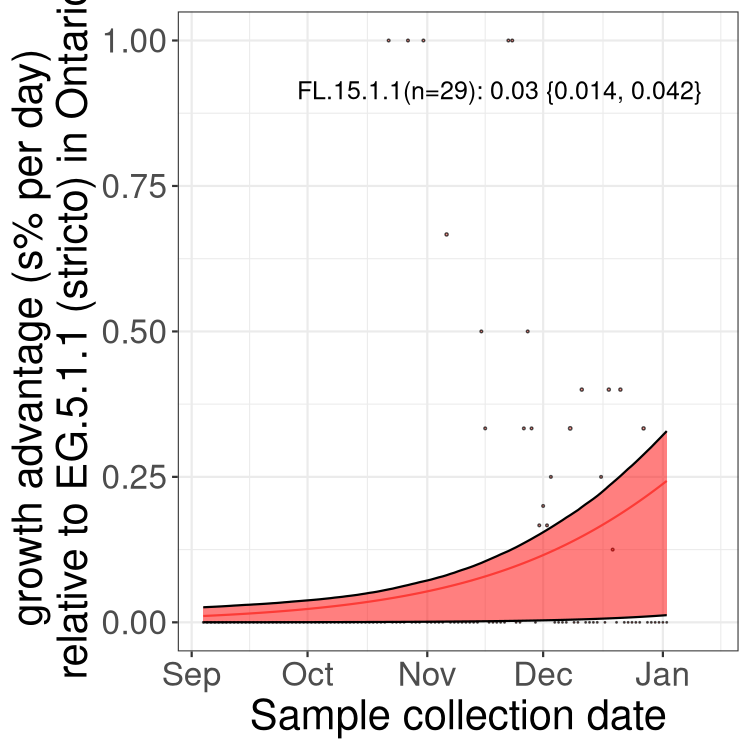 growth advantage (s% per day)
relative to EG.5.1.1 (stricto) in Ontario
1.00
0.75
0.50
0.25
0.00
FL.15.1.1(n=29): 0.03 {0.014, 0.042}
Sep Oct Nov Dec Jan
Sample collection date